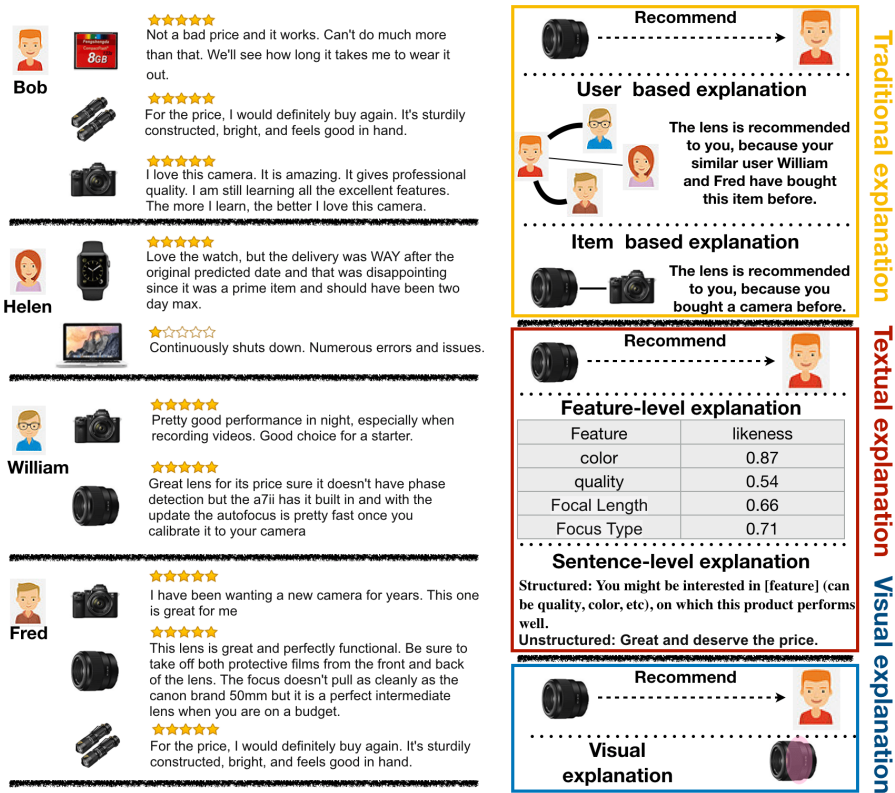 Bob
8GB
Not a bad price and it works. Can't do much more
than that. We'll see how long it takes me to wear it
out.
For the price, I would definitely buy again. It's sturdily
constructed, bright, and feels good in hand.
I love this camera. It is amazing. It gives professional
quality. I am still learning all the excellent features.
The more I learn, the better I love this camera.
Helen
Love the watch, but the delivery was WAY after the
original predicted date and that was disappointing
since it was a prime item and should have been two
day max.
Continuously shuts down. Numerous errors and issues.
William
Pretty good performance in night, especially when
recording videos. Good choice for a starter.
Great lens for its price sure it doesn't have phase
detection but the a7ii has it built in and with the
update the autofocus is pretty fast once you
calibrate it to your camera
Fred
I have been wanting a new camera for years. This one
is great for me
This lens is great and perfectly functional. Be sure to
take off both protective films from the front and back
of the lens. The focus doesn't pull as cleanly as the
canon brand 50mm but it is a perfect intermediate
lens when you are on a budget.
For the price, I would definitely buy again. It's sturdily
constructed, bright, and feels good in hand.
Recommend
User based explanation
The lens is recommended
to you, because your
similar user William
and Fred have bought
this item before.
Item based explanation
The lens is recommended
to you, because you
bought a camera before.
Traditional explanation
Recommend
Feature-level explanation
Feature likeness
color 0.87
quality 0.54
Focal Length 0.66
Focus Type 0.71
Sentence-level explanation
Structured: You might be interested in [feature] (can
be quality, color, etc), on which this product performs
well.
Unstructured: Great and deserve the price.
Textual explanation
Recommend
Visual
explanation
Visual explanation